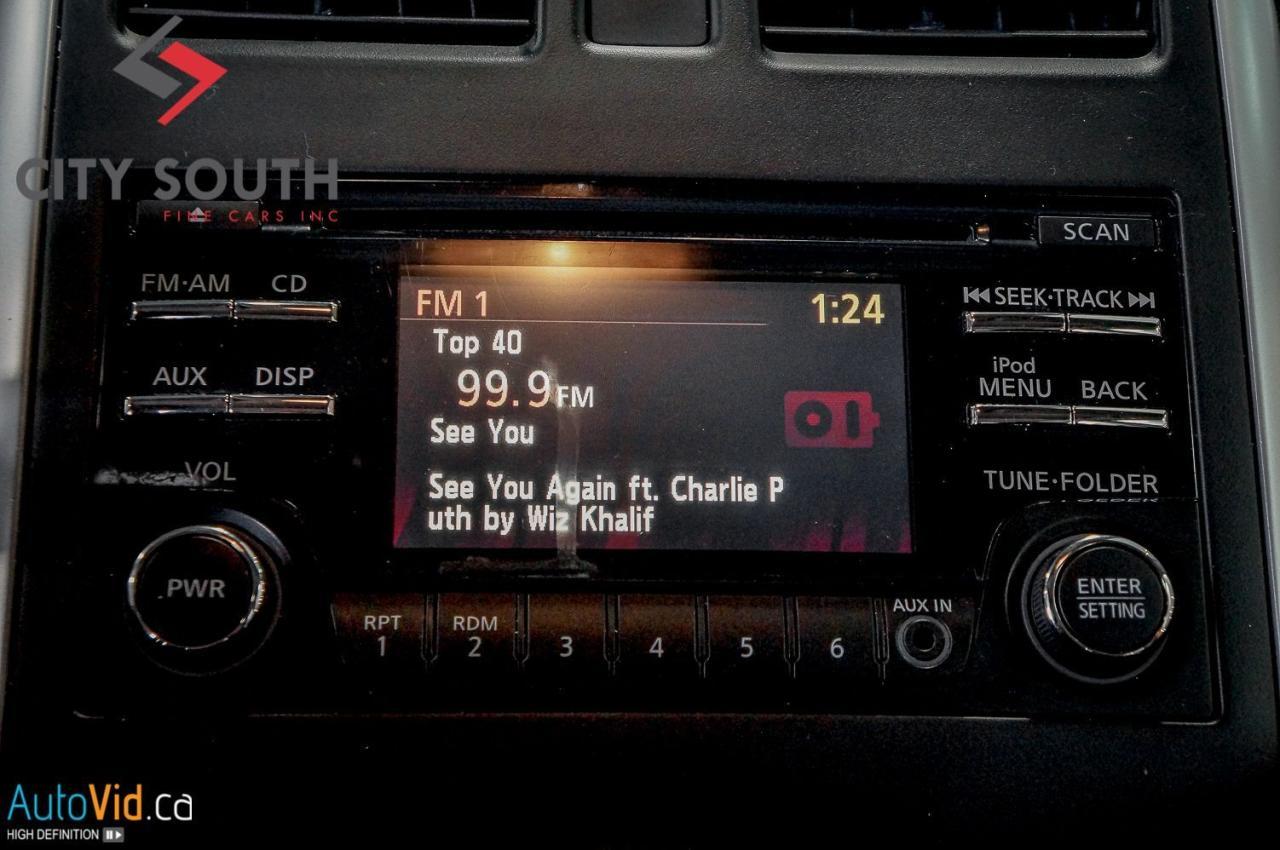 CITY SOUTH
FINE CARS INC
SCAN
FM·AM CD
SEEK·TRACK
AUX DISP
iPod
MENU BACK
VOL
TUNE·FOLDER
FM 1 1:24
Top 40
99.9 FM
See You
See You Again ft. Charlie P
uth by Wiz Khalif
PWR
ENTER
SETTING
RPT
1
RDM
2
3
4
5
6
AUX IN
AutoVid.ca
HIGH DEFINITION